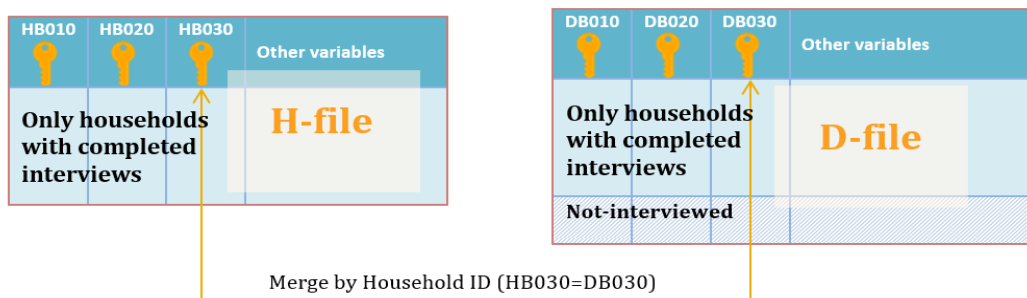 HB010 HB020 HB030 Other variables
Only households
with completed
interviews
H-file
DB010 DB020 DB030 Other variables
Only households
with completed
interviews
D-file
Not-interviewed
Merge by Household ID (HB030=DB030)